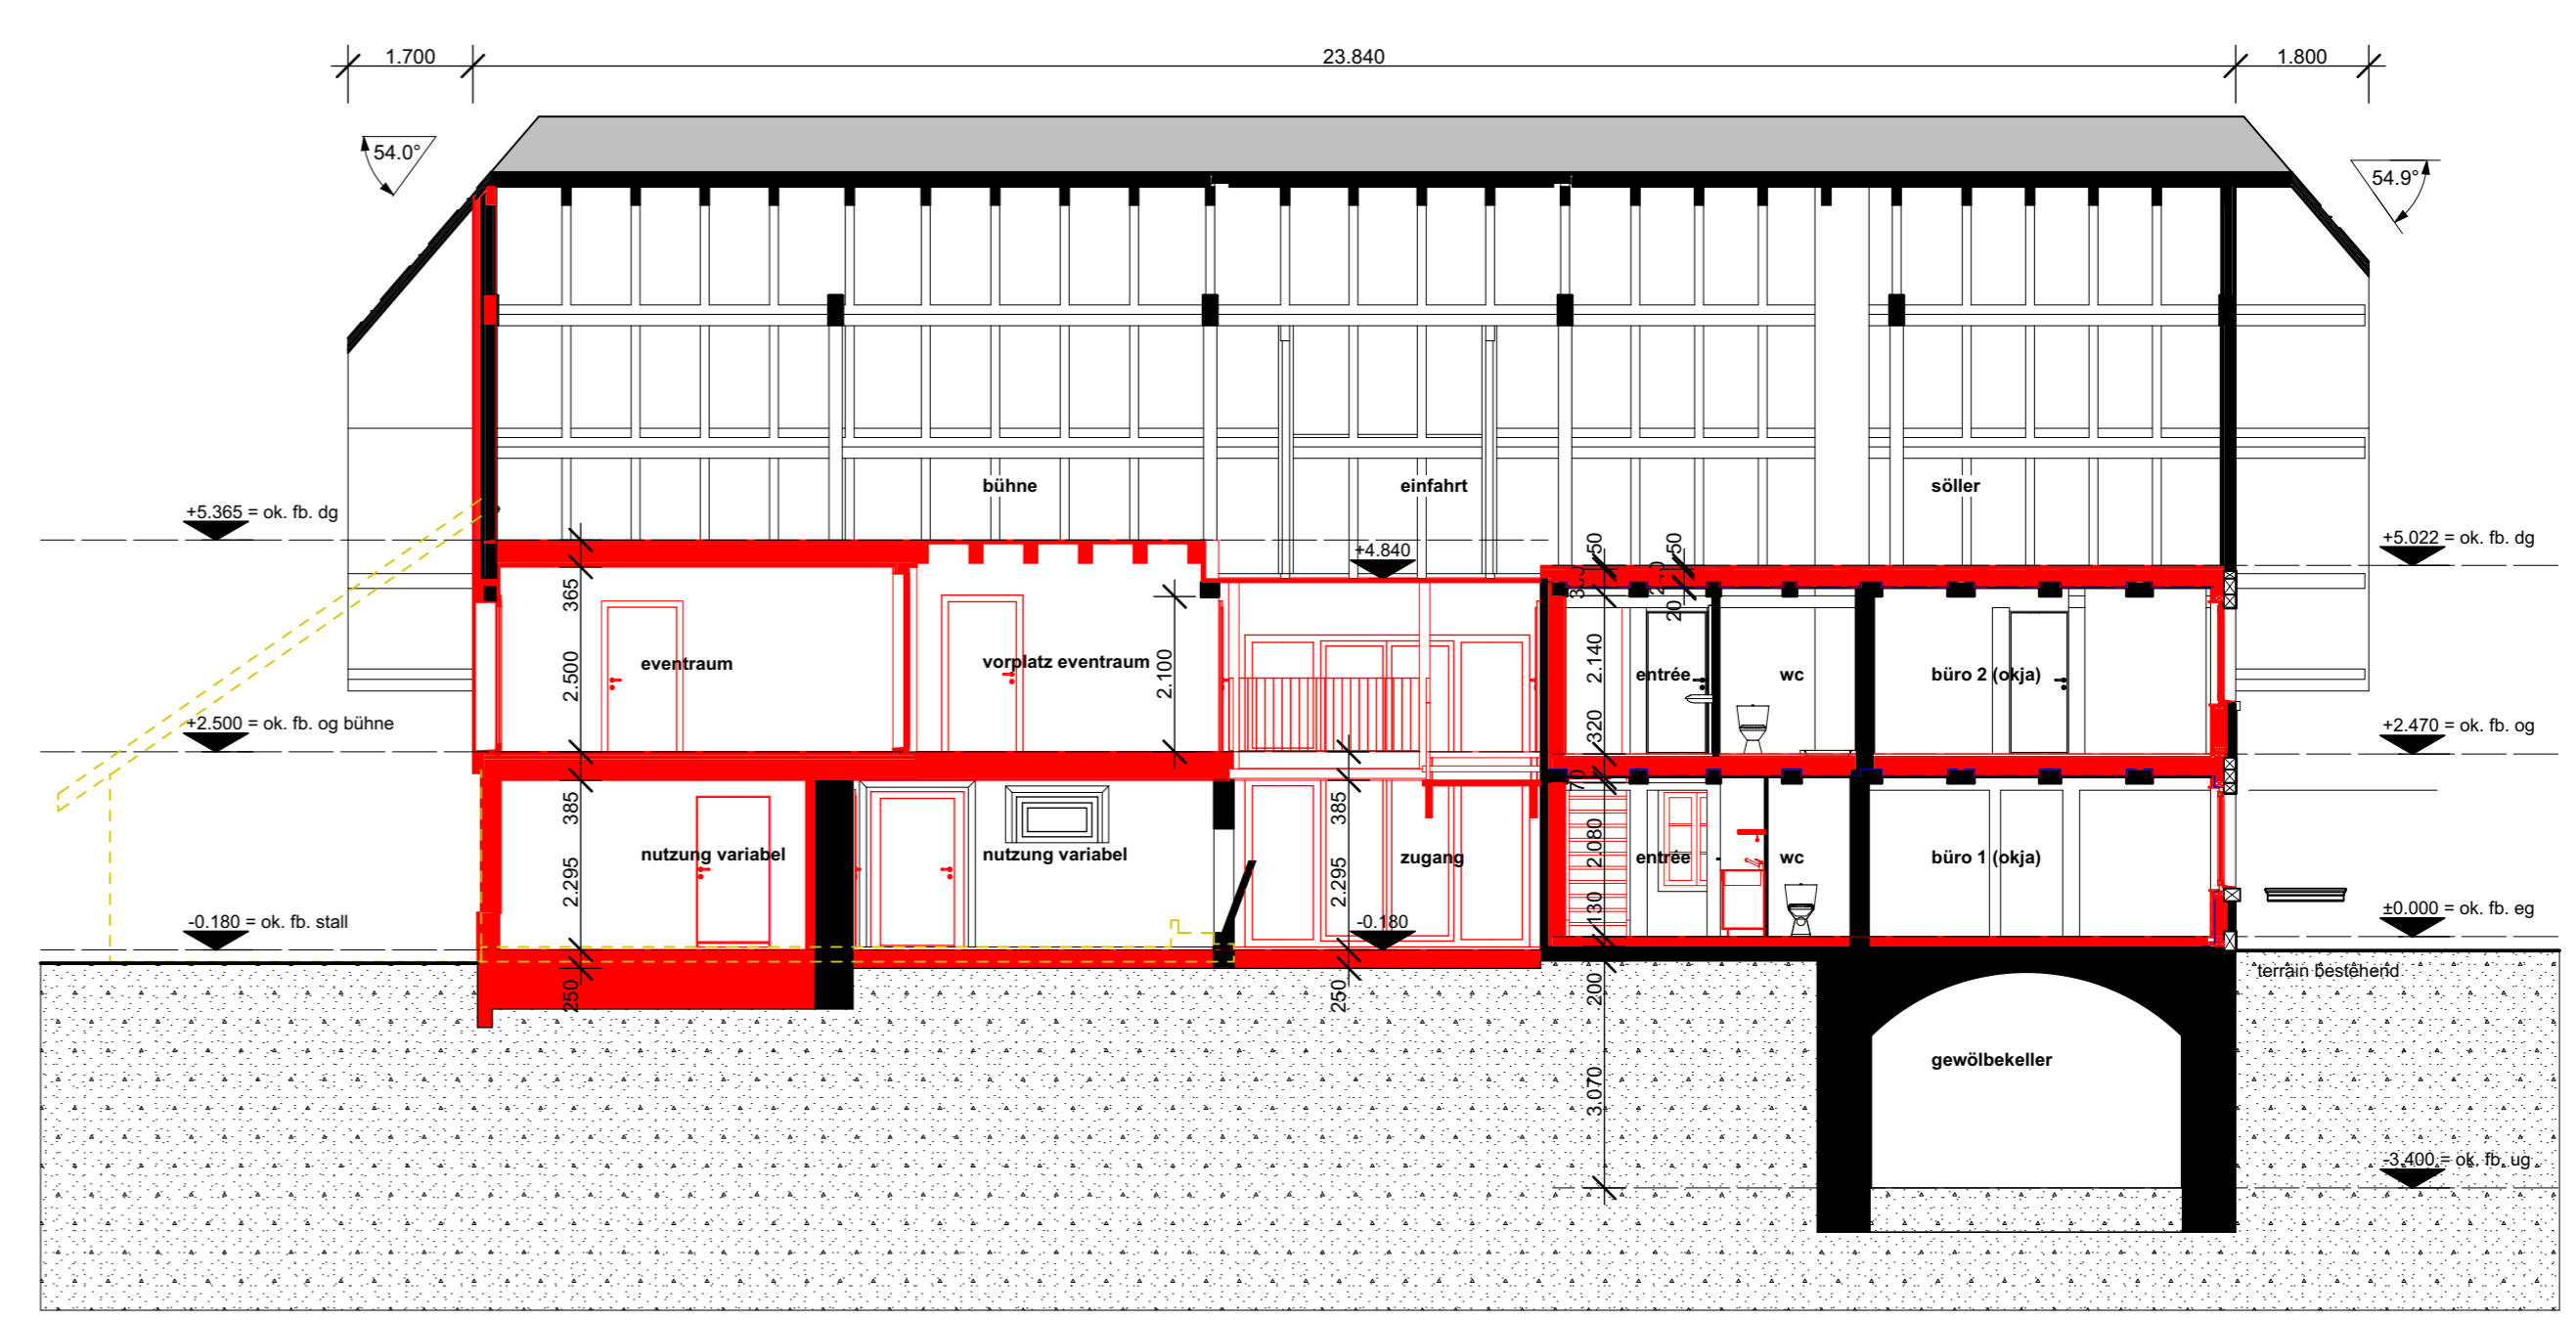 1.700
23.840
1.800
54.0°
54.9°
bühne
einfahrt
söller
+5.365 = ok. fb. dg
+4.840
50
50
+5.022 = ok. fb. dg
365
20
2.500
eventraum
vorplatz eventraum
2.100
2.140
entrée
wc
büro 2 (okja)
+2.500 = ok. fb. og bühne
320
+2.470 = ok. fb. og
70
385
385
nutzung variabel
nutzung variabel
2.295
2.295
zugang
2.080
entrée
wc
büro 1 (okja)
-0.180 = ok. fb. stall
-0.180
130
±0.000 = ok. fb. eg
250
250
200
terrain bestehend
gewölbekeller
3.070
-3.400 = ok. fb. ug